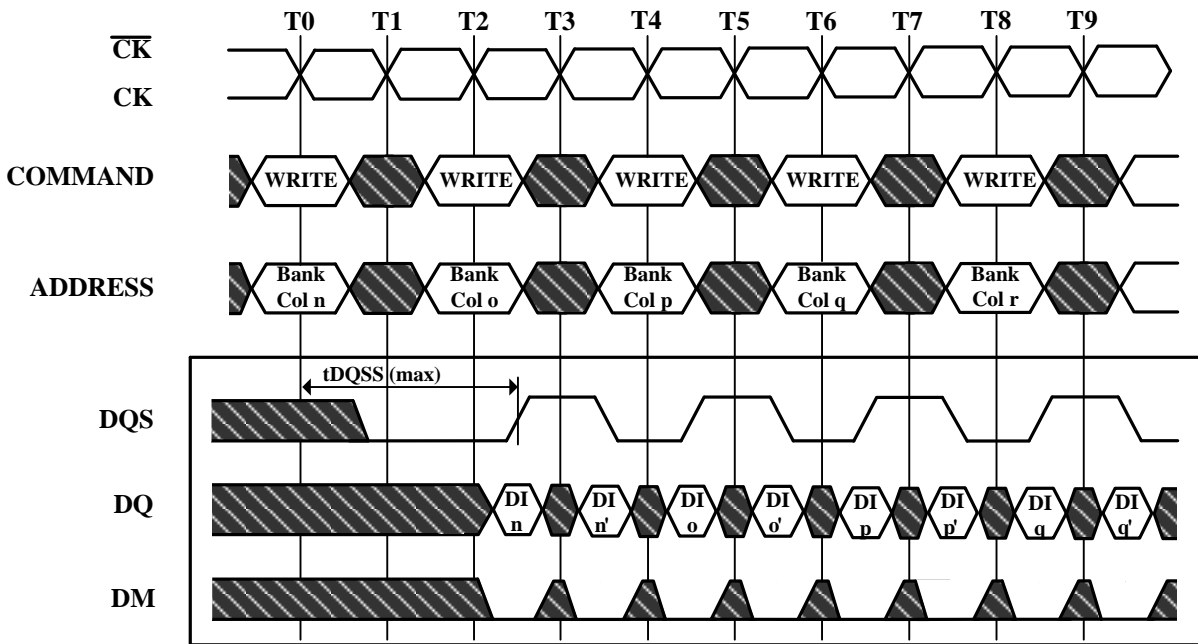 T0 T1 T2 T3 T4 T5 T6 T7 T8 T9
CK
CK
COMMAND WRITE WRITE WRITE WRITE WRITE
ADDRESS Bank Bank Bank Bank Bank
Col n Col o Col p Col q Col r
tDQSS (max)
DQS
DQ DI DI DI DI DI DI DI DI
n n' o o' p p' q q'
DM